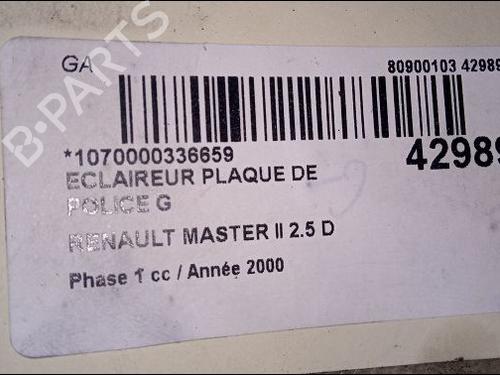 GA
80900103 42989
*1070000336659
42989
ECLAIREUR PLAQUE DE
POLICE G
RENAULT MASTER II 2.5 D
Phase 1 cc / Année 2000
B-PARTS